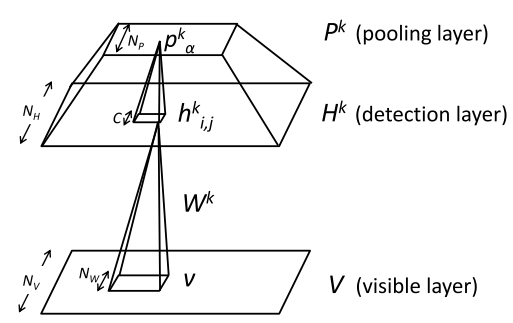 N_P p^k_α P^k (pooling layer)
N_H C h^k_{i,j} H^k (detection layer)
W^k
N_V N_W v V (visible layer)